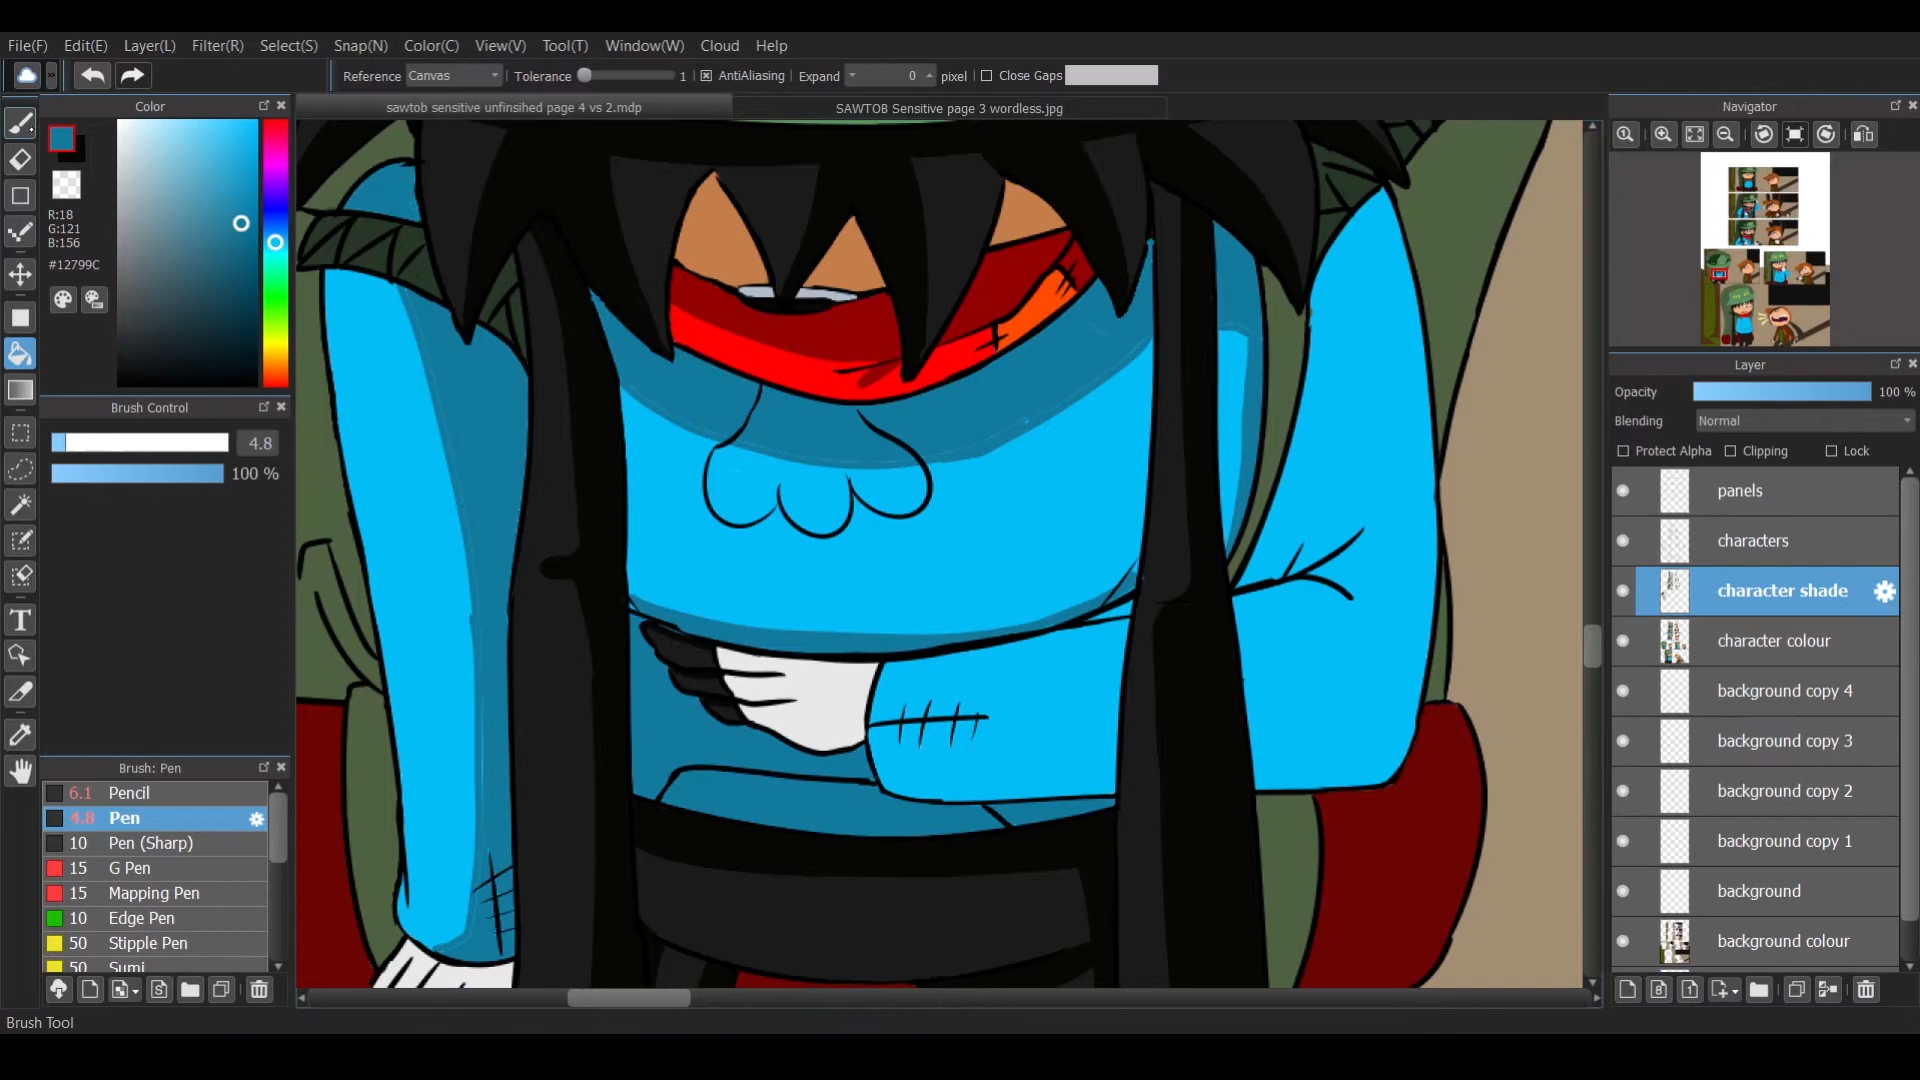 File(F) Edit(E) Layer(L) Filter(R) Select(S) Snap(N) Color(C) View(V) Tool(T) Window(W) Cloud Help
Reference Canvas Tolerance 1 AntiAliasing Expand 0 pixel Close Gaps
Color
sawtob sensitive unfinsihed page 4 vs 2.mdp
SAWTOB Sensitive page 3 wordless.jpg
Navigator
R:18
G:121
B:156
#12799C
Brush Control
4.8
100 %
Brush: Pen
6.1 Pencil
4.8 Pen
10 Pen (Sharp)
15 G Pen
15 Mapping Pen
10 Edge Pen
50 Stipple Pen
50 Sumi
Brush Tool
Layer
Opacity 100 %
Blending Normal
Protect Alpha Clipping Lock
panels
characters
character shade
character colour
background copy 4
background copy 3
background copy 2
background copy 1
background
background colour